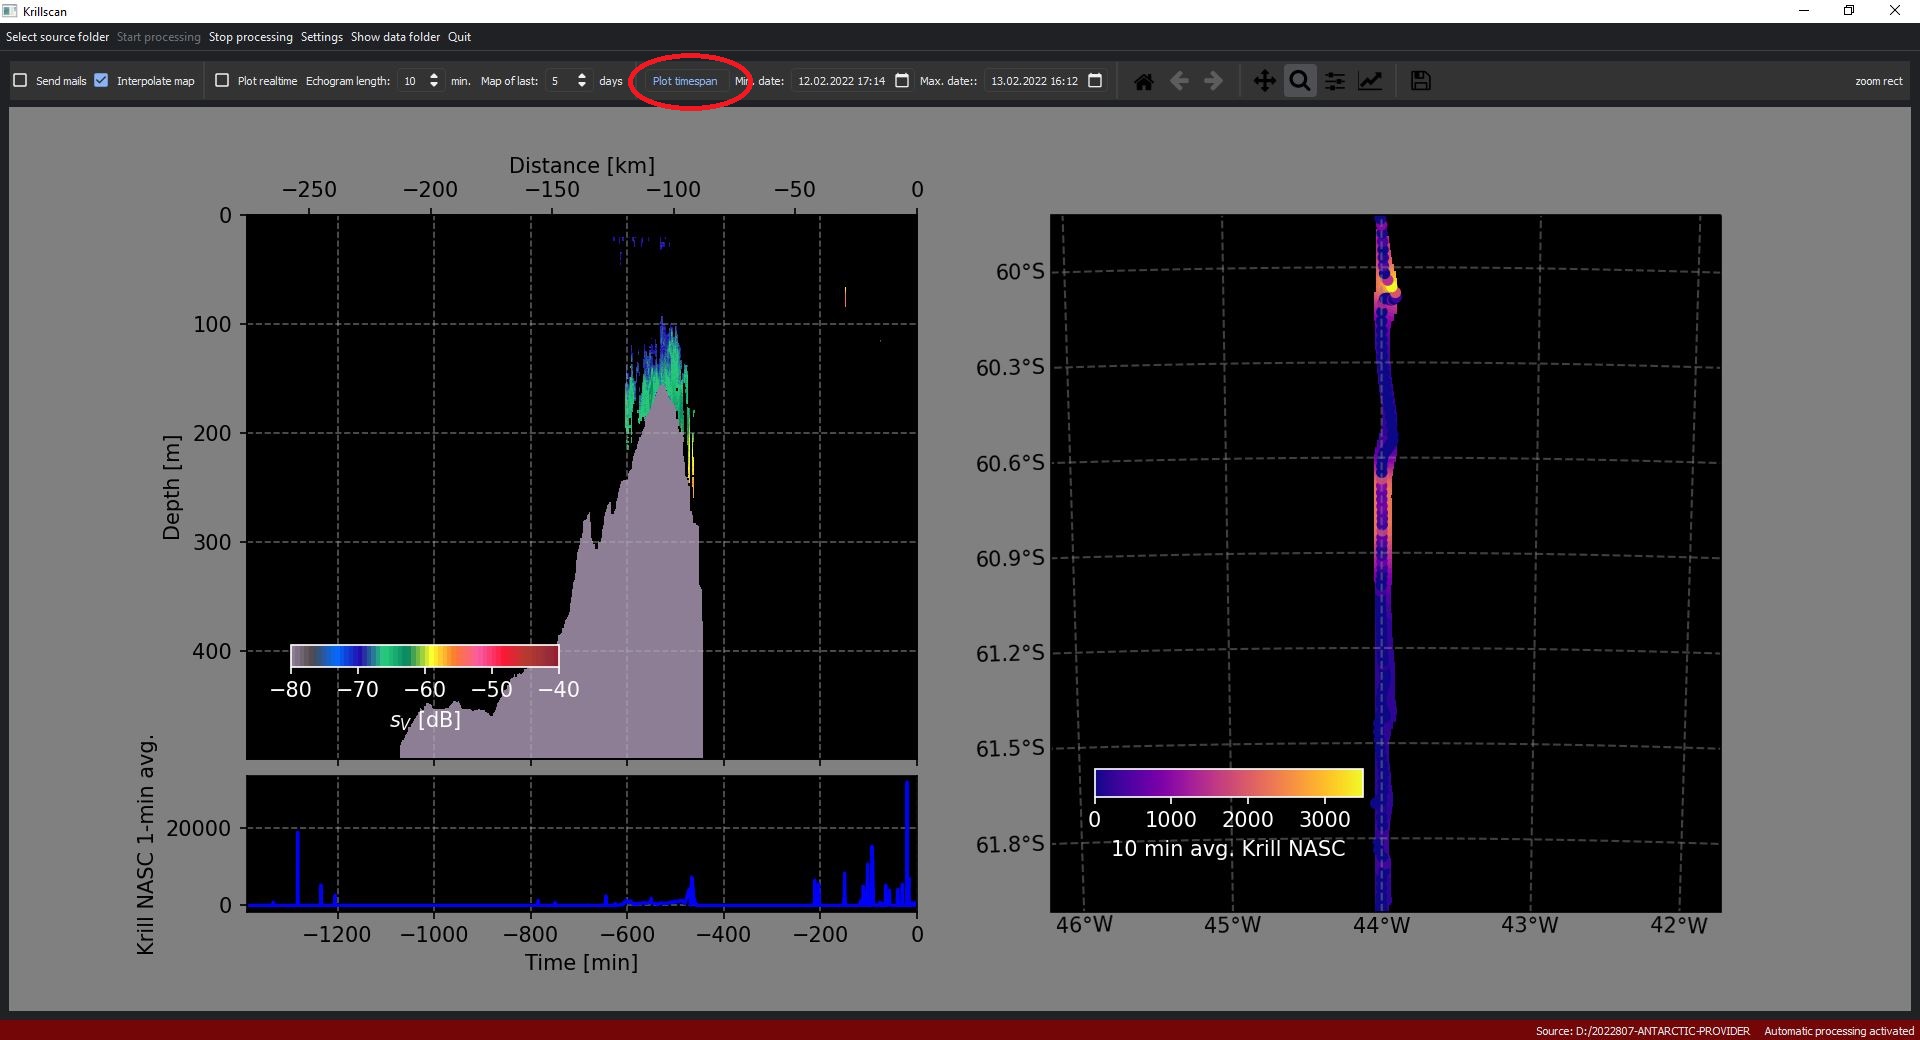 Krillscan
Select source folder Start processing Stop processing Settings Show data folder Quit
Send mails Interpolate map Plot realtime Echogram length: 10 min. Map of last: 5 days Plot timespan Min. date: 12.02.2022 17:14 Max. date:: 13.02.2022 16:12 zoom rect
Distance [km]
−250 −200 −150 −100 −50 0
0
100
200
300
400
Depth [m]
−80 −70 −60 −50 −40
sV [dB]
Krill NASC 1-min avg.
20000
0
−1200 −1000 −800 −600 −400 −200 0
Time [min]
60°S
60.3°S
60.6°S
60.9°S
61.2°S
61.5°S
61.8°S
0 1000 2000 3000
10 min avg. Krill NASC
46°W 45°W 44°W 43°W 42°W
Source: D:/2022807-ANTARCTIC-PROVIDER Automatic processing activated